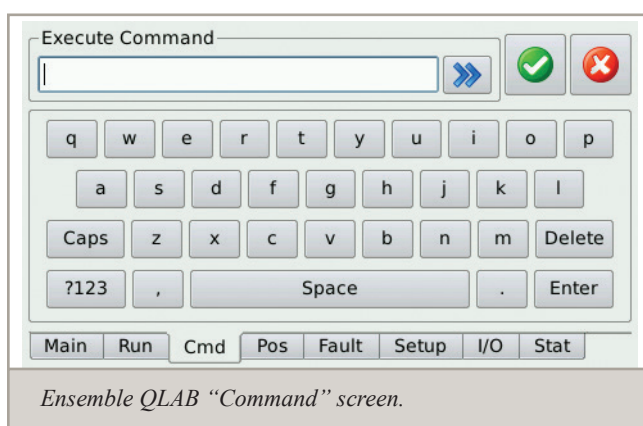 Execute Command
q w e r t y u i o p
a s d f g h j k l
Caps z x c v b n m Delete
?123 , Space . Enter
Main Run Cmd Pos Fault Setup I/O Stat
Ensemble QLAB “Command” screen.